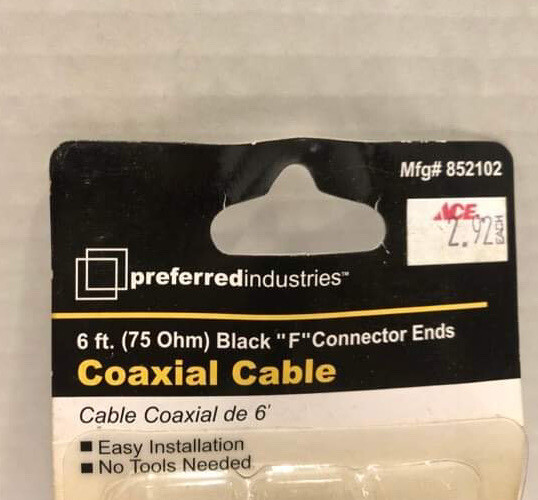 Mfg# 852102
ACE
2.92 EACH
preferredindustries™
6 ft. (75 Ohm) Black "F"Connector Ends
Coaxial Cable
Cable Coaxial de 6'
■ Easy Installation
■ No Tools Needed